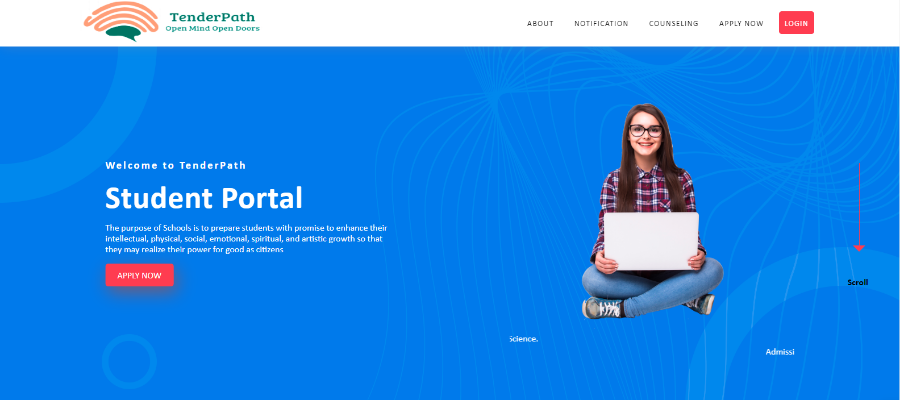 TenderPath
Open Mind Open Doors
ABOUT NOTIFICATION COUNSELING APPLY NOW LOGIN
Welcome to TenderPath
Student Portal
The purpose of Schools is to prepare students with promise to enhance their
intellectual, physical, social, emotional, spiritual, and artistic growth so that
they may realize their power for good as citizens
APPLY NOW
Scroll
Science.
Admissi